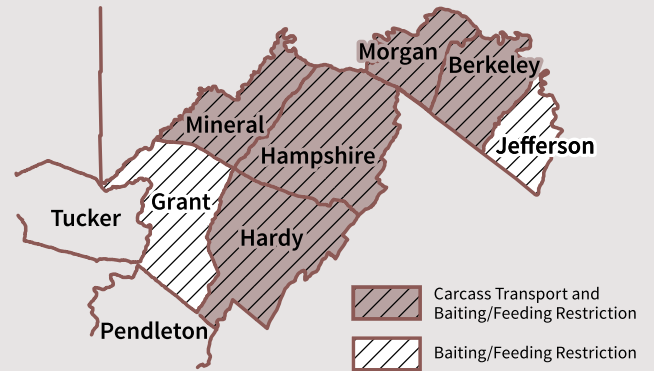 Morgan
Berkeley
Mineral
Jefferson
Hampshire
Grant
Tucker
Hardy
Pendleton
Carcass Transport and
Baiting/Feeding Restriction
Baiting/Feeding Restriction